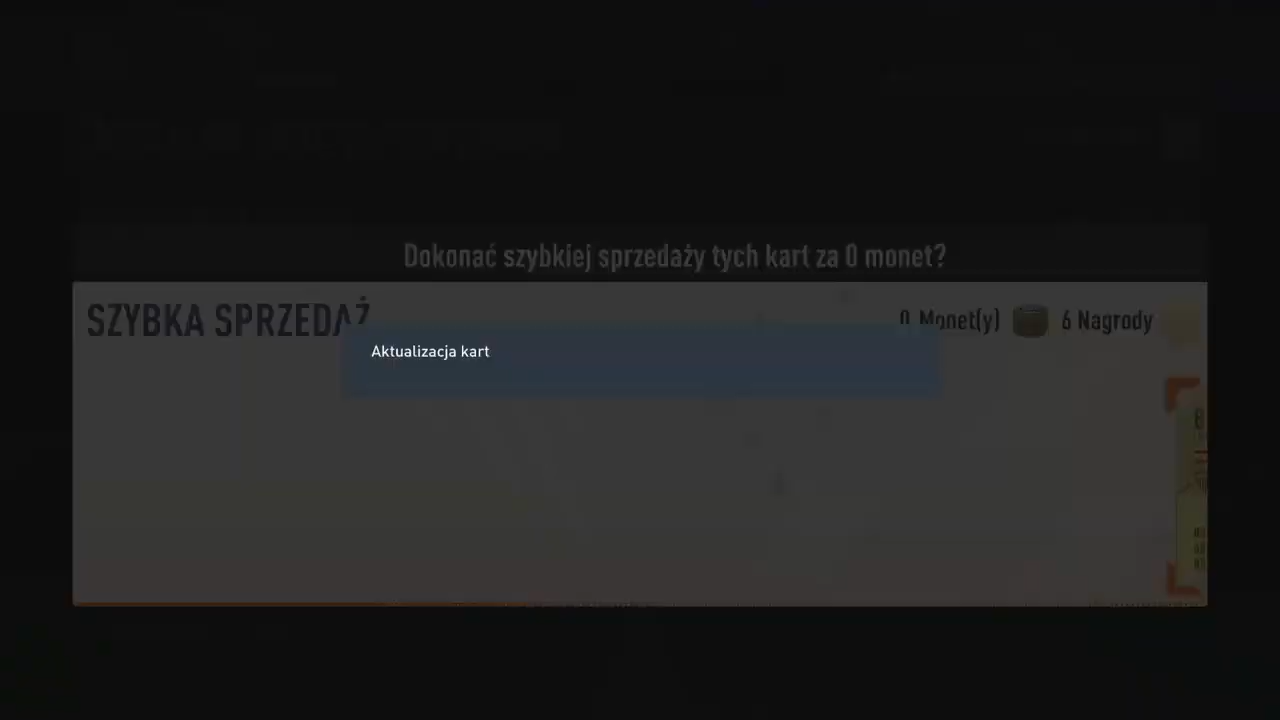 Dokonać szybkiej sprzedaży tych kart za 0 monet?
SZYBKA SPRZEDAŻ
0 Monet(y) 6 Nagrody
Aktualizacja kart